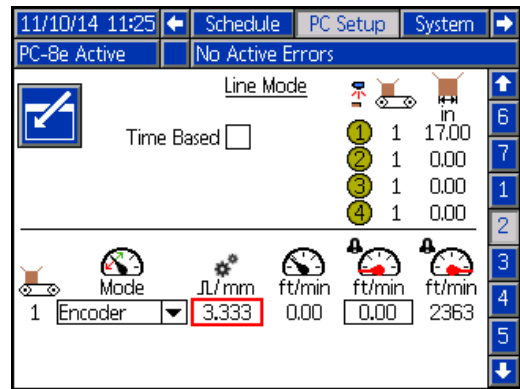 11/10/14 11:25 Schedule PC Setup System
PC-8e Active No Active Errors
Line Mode
in
Time Based 1 1 17.00
2 1 0.00
3 1 0.00
4 1 0.00
6
7
1
2
3
4
5
Mode ⎍/mm ft/min ft/min ft/min
1 Encoder 3.333 0.00 0.00 2363